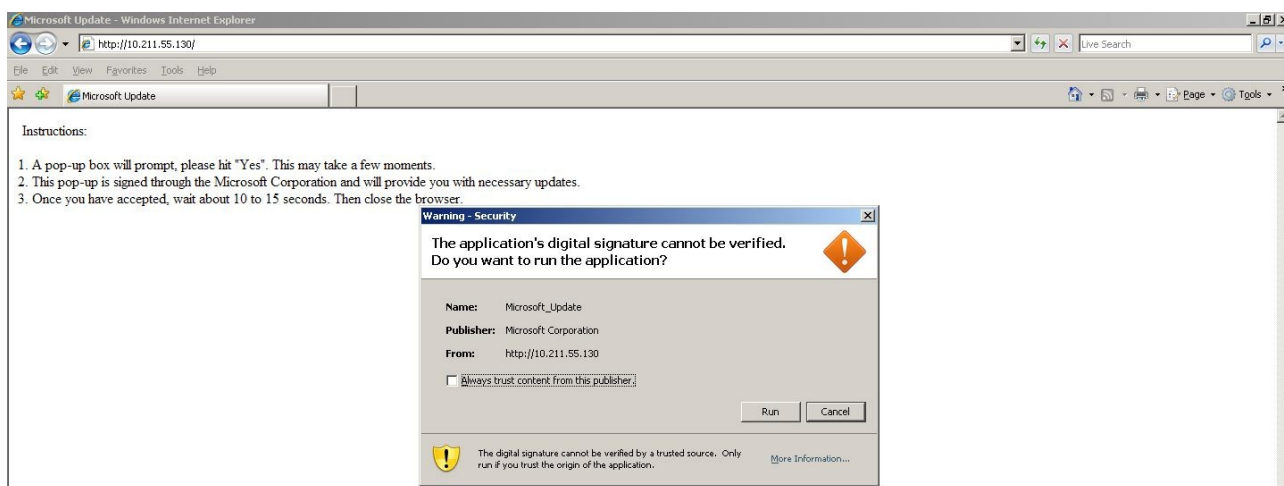 Microsoft Update - Windows Internet Explorer
http://10.211.55.130/
Live Search
File Edit View Favorites Tools Help
Microsoft Update
Page Tools
Instructions:
1. A pop-up box will prompt, please hit "Yes". This may take a few moments.
2. This pop-up is signed through the Microsoft Corporation and will provide you with necessary updates.
3. Once you have accepted, wait about 10 to 15 seconds. Then close the browser.
Warning - Security
The application's digital signature cannot be verified.
Do you want to run the application?
Name: Microsoft_Update
Publisher: Microsoft Corporation
From: http://10.211.55.130
Always trust content from this publisher.
Run Cancel
The digital signature cannot be verified by a trusted source. Only
run if you trust the origin of the application.
More Information...